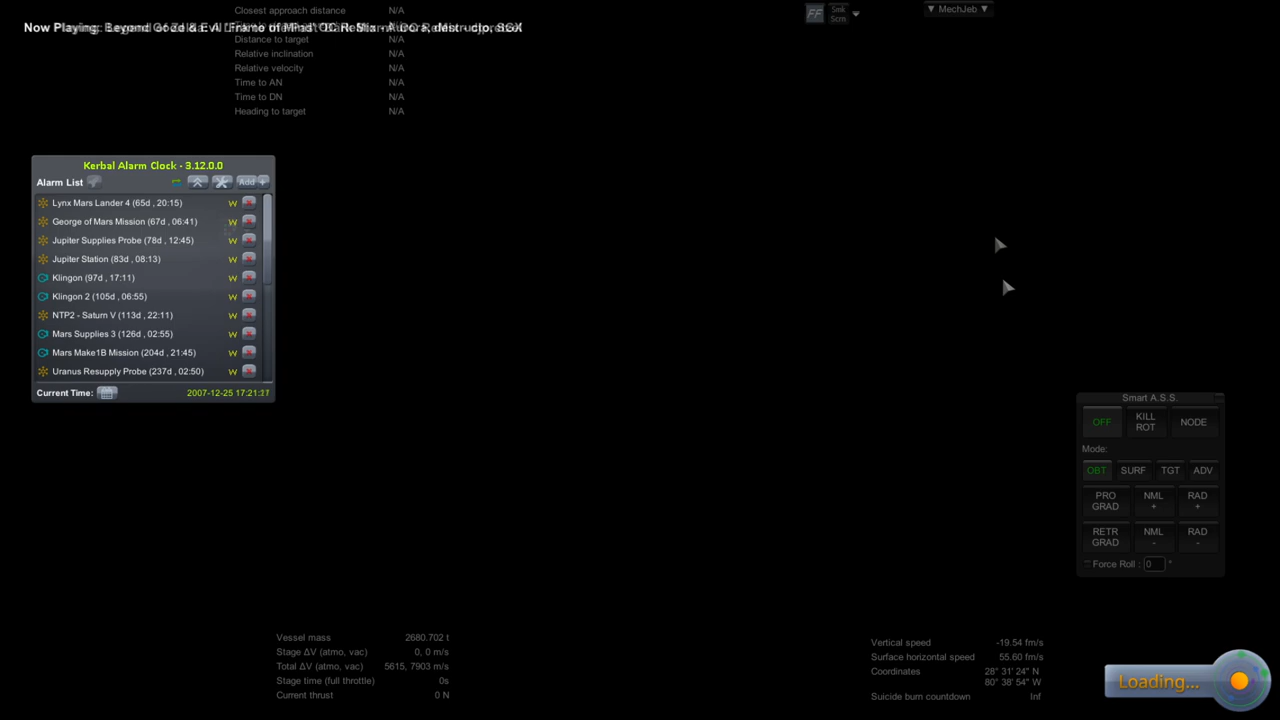 Closest approach distance N/A
Now Playing:
Distance to target N/A
Relative inclination N/A
Relative velocity N/A
Time to AN N/A
Time to DN N/A
Heading to target N/A
FF
Smk
Scrn
▼ MechJeb ▼
Kerbal Alarm Clock - 3.12.0.0
Alarm List Add +
Lynx Mars Lander 4 (65d , 20:15) W
George of Mars Mission (67d , 06:41) W
Jupiter Supplies Probe (78d , 12:45) W
Jupiter Station (83d , 08:13) W
Klingon (97d , 17:11) W
Klingon 2 (105d , 06:55) W
NTP2 - Saturn V (113d , 22:11) W
Mars Supplies 3 (126d , 02:55) W
Mars Make1B Mission (204d , 21:45) W
Uranus Resupply Probe (237d , 02:50) W
Current Time: 2007-12-25
Smart A.S.S.
OFF
KILL
ROT
NODE
Mode:
OBT SURF TGT ADV
PRO
GRAD
NML
+
RAD
+
RETR
GRAD
NML
-
RAD
-
Force Roll : 0 °
Vessel mass 2680.702 t
Stage ΔV (atmo, vac) 0, 0 m/s
Total ΔV (atmo, vac) 5615, 7903 m/s
Stage time (full throttle) 0s
Current thrust 0 N
Vertical speed -19.54 fm/s
Surface horizontal speed 55.60 fm/s
Coordinates 28° 31' 24" N
80° 38' 54" W
Suicide burn countdown Inf
Loading...